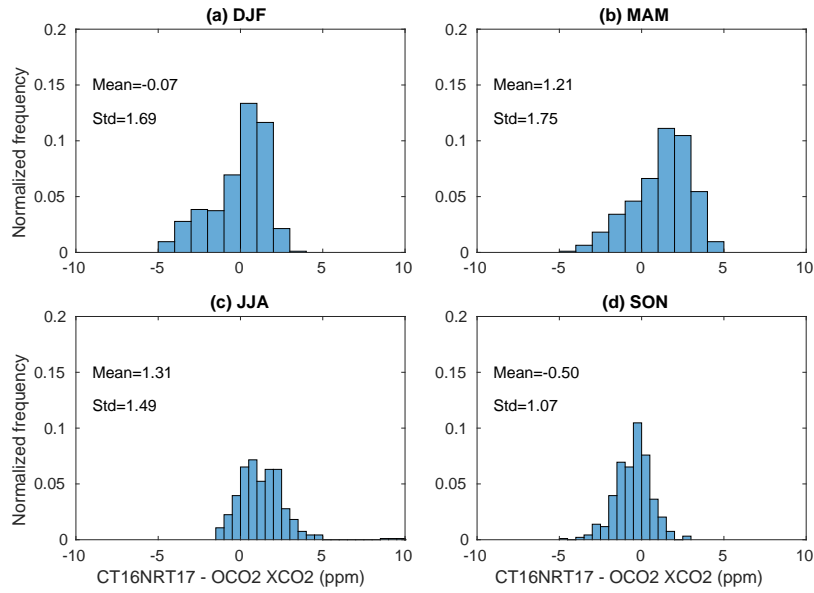 (a) DJF
0.2
0.15
0.1
0.05
0
Normalized frequency
Mean=-0.07
Std=1.69
-10
-5
0
5
10
(b) MAM
0.2
0.15
0.1
0.05
0
Mean=1.21
Std=1.75
-10
-5
0
5
10
(c) JJA
0.2
0.15
0.1
0.05
0
Normalized frequency
Mean=1.31
Std=1.49
-10
-5
0
5
10
CT16NRT17 - OCO2 XCO2 (ppm)
(d) SON
0.2
0.15
0.1
0.05
0
Mean=-0.50
Std=1.07
-10
-5
0
5
10
CT16NRT17 - OCO2 XCO2 (ppm)